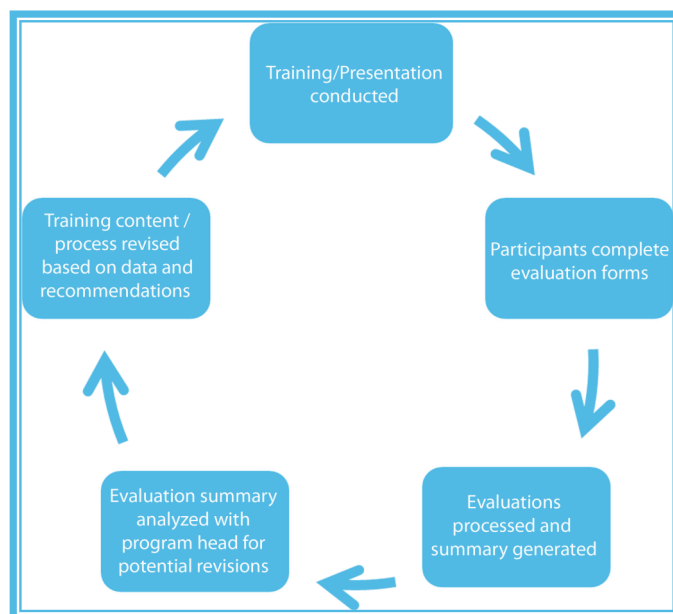 Training/Presentation
conducted
Participants complete
evaluation forms
Evaluations
processed and
summary generated
Evaluation summary
analyzed with
program head for
potential revisions
Training content /
process revised
based on data and
recommendations